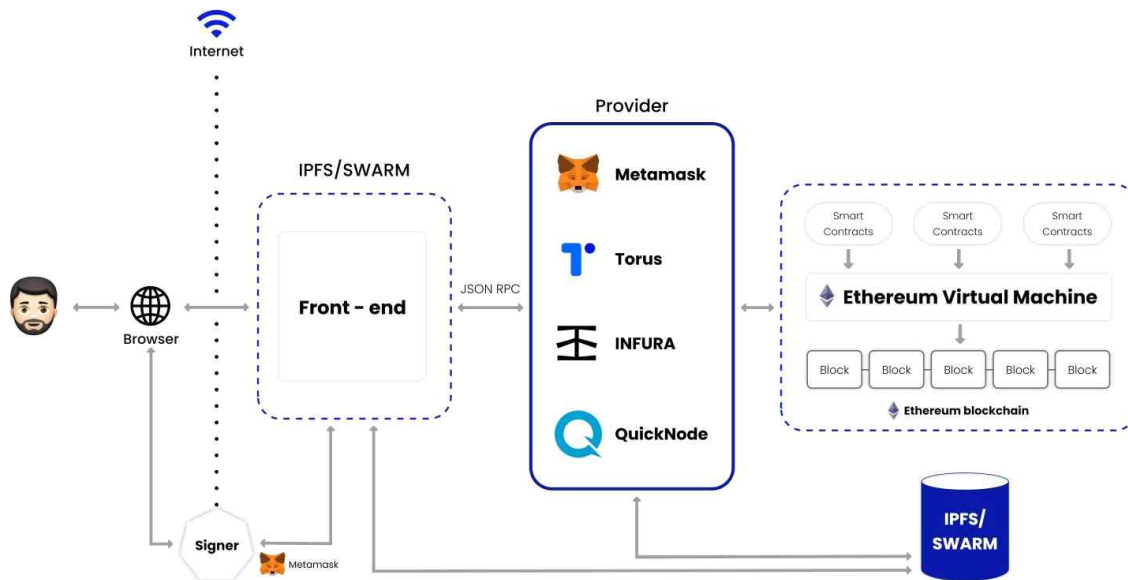 Internet
Provider
IPFS/SWARM
Metamask
Smart
Contracts
Smart
Contracts
Smart
Contracts
Torus
JSON RPC
Ethereum Virtual Machine
Front - end
Browser
INFURA
Block
Block
Block
Block
Block
Ethereum blockchain
QuickNode
IPFS/
SWARM
Signer
Metamask